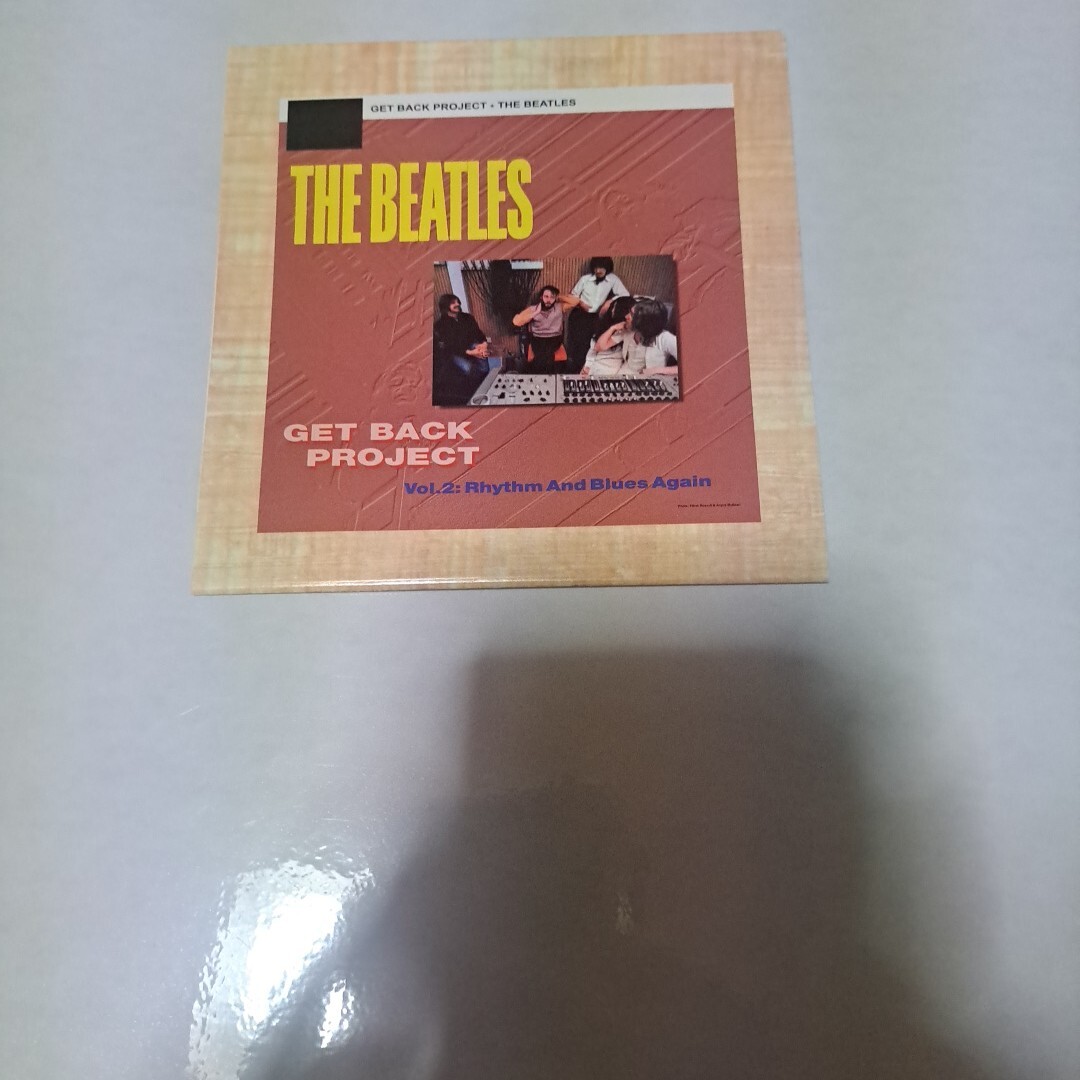 GET BACK PROJECT • THE BEATLES
THE BEATLES
GET BACK
PROJECT
Vol.2: Rhythm And Blues Again